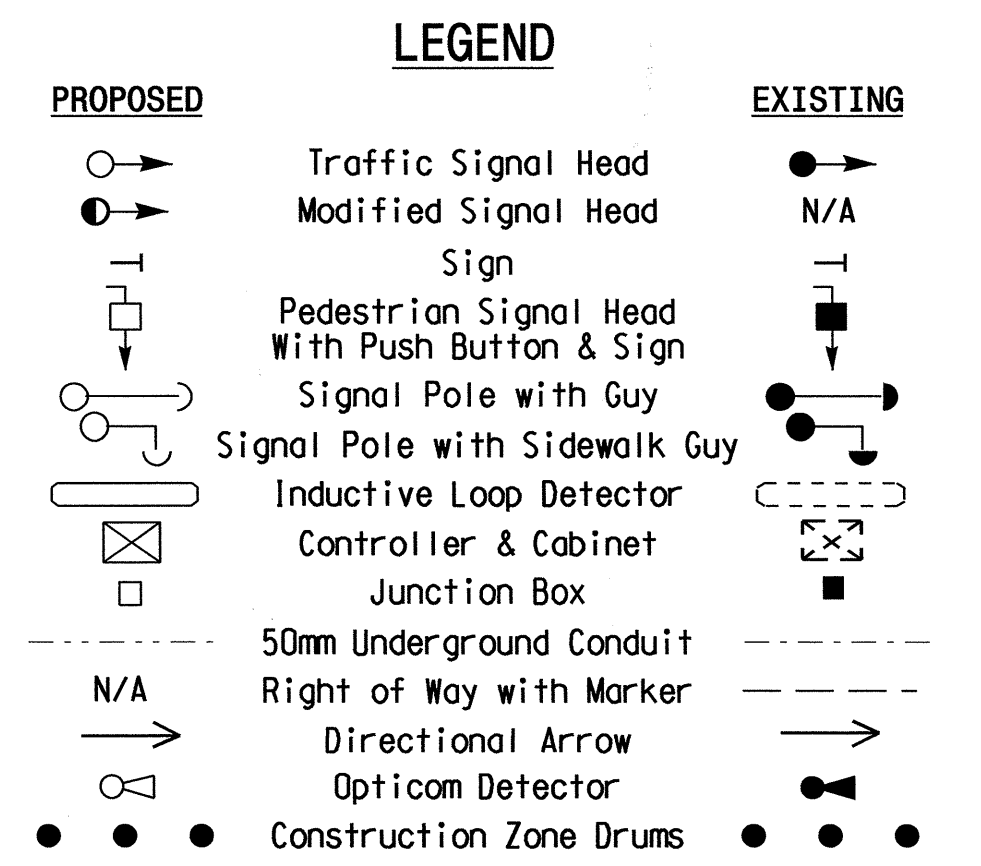 LEGEND
PROPOSED EXISTING
Traffic Signal Head
Modified Signal Head N/A
Sign
Pedestrian Signal Head
With Push Button & Sign
Signal Pole with Guy
Signal Pole with Sidewalk Guy
Inductive Loop Detector
Controller & Cabinet
Junction Box
50mm Underground Conduit
N/A Right of Way with Marker
Directional Arrow
Opticom Detector
Construction Zone Drums